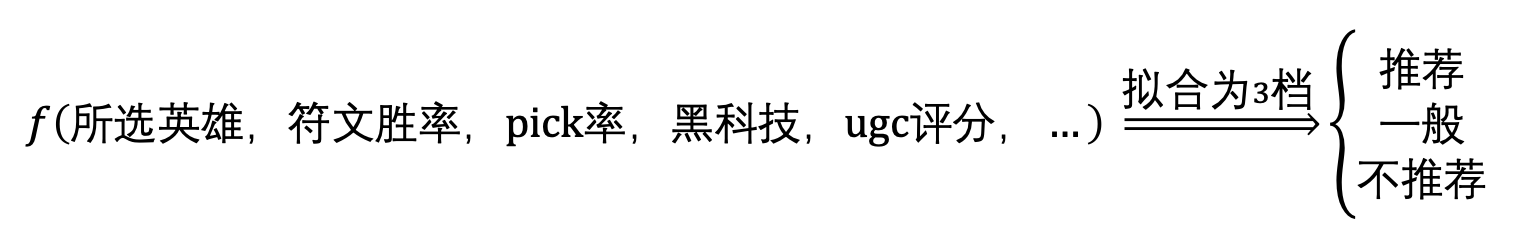 f(所选英雄，符文胜率，pick率，黑科技，ugc评分，…)
拟合为3档
推荐
一般
不推荐